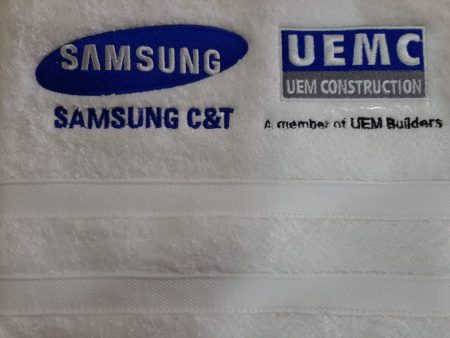 SAMSUNG
SAMSUNG C&T
UEMC
UEM CONSTRUCTION
A member of UEM Builders